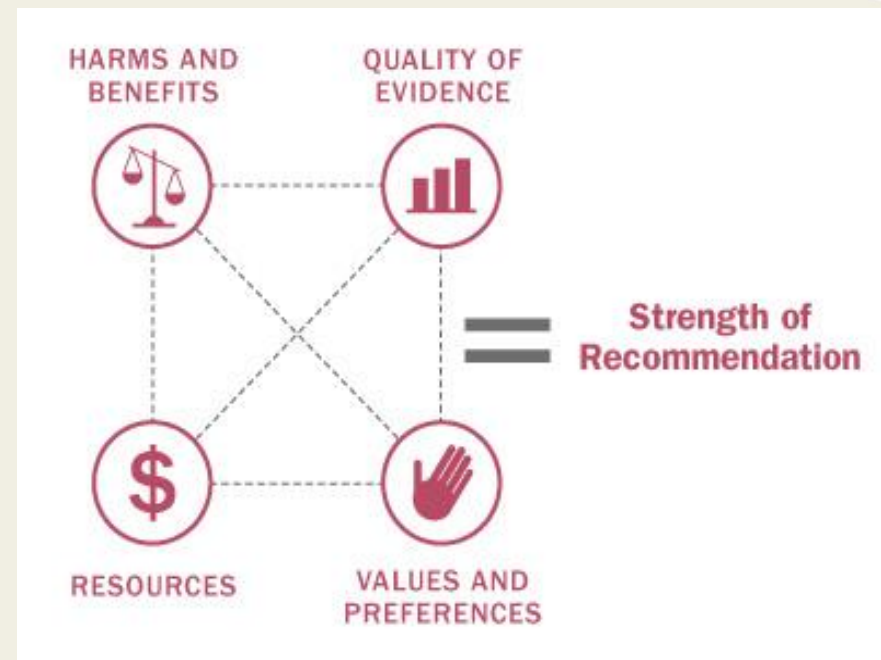 HARMS AND
BENEFITS
QUALITY OF
EVIDENCE
$
Strength of
Recommendation
RESOURCES
VALUES AND
PREFERENCES